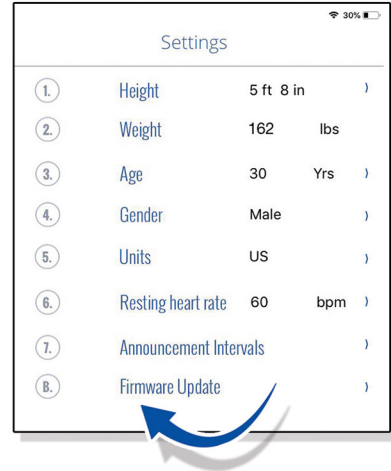 30%
Settings
1. Height 5 ft 8 in
2. Weight 162 lbs
3. Age 30 Yrs
4. Gender Male
5. Units US
6. Resting heart rate 60 bpm
7. Announcement Intervals
B. Firmware Update